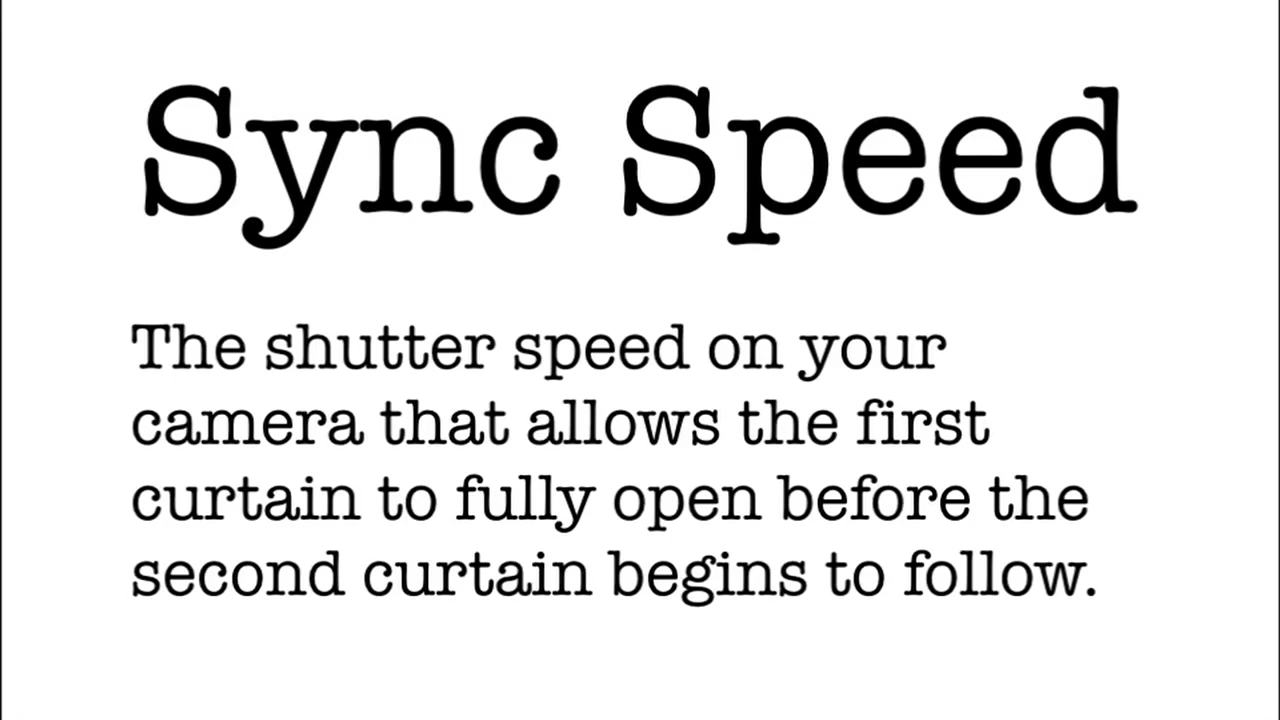 Sync Speed
The shutter speed on your
camera that allows the first
curtain to fully open before the
second curtain begins to follow.